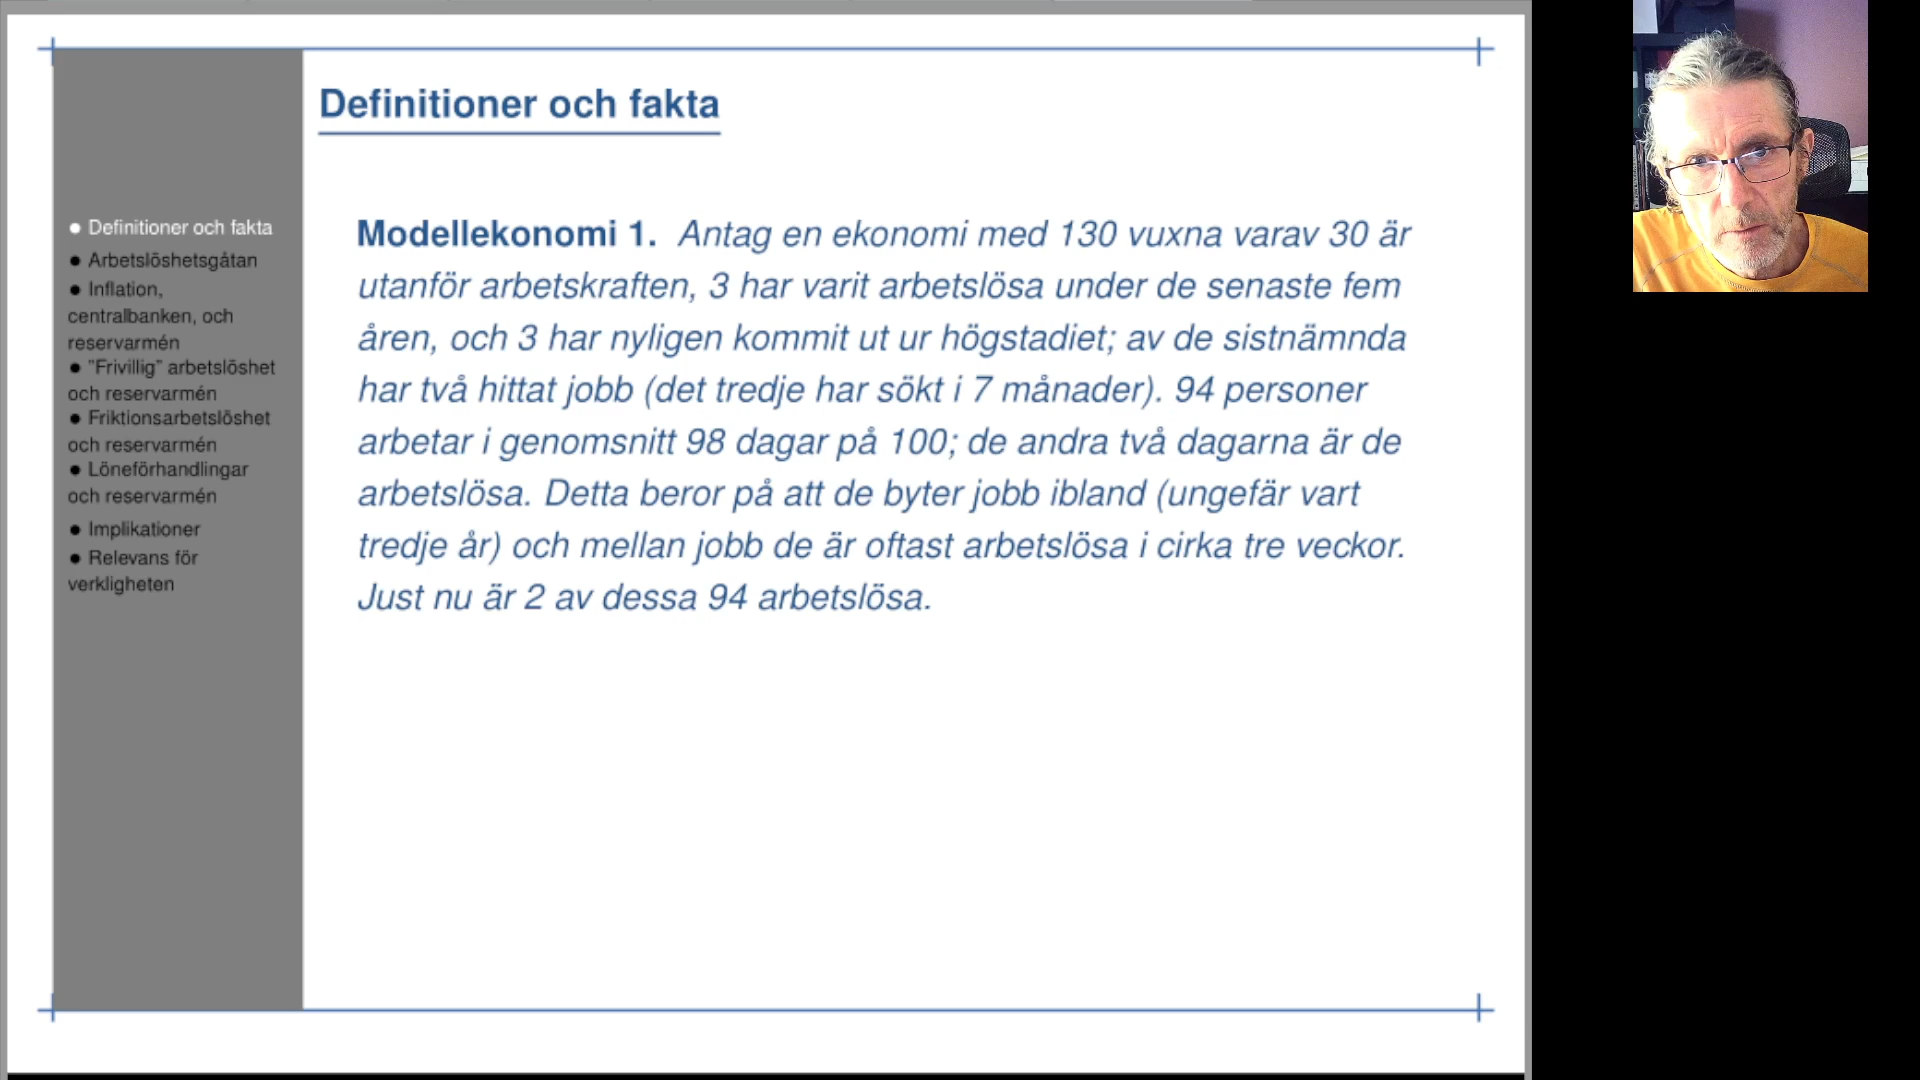 Definitioner och fakta
● Definitioner och fakta
● Arbetslöshetsgåtan
● Inflation,
centralbanken, och
reservarmén
● ”Frivillig” arbetslöshet
och reservarmén
● Friktionsarbetslöshet
och reservarmén
● Löneförhandlingar
och reservarmén
● Implikationer
● Relevans för
verkligheten
Modellekonomi 1. Antag en ekonomi med 130 vuxna varav 30 är
utanför arbetskraften, 3 har varit arbetslösa under de senaste fem
åren, och 3 har nyligen kommit ut ur högstadiet; av de sistnämnda
har två hittat jobb (det tredje har sökt i 7 månader). 94 personer
arbetar i genomsnitt 98 dagar på 100; de andra två dagarna är de
arbetslösa. Detta beror på att de byter jobb ibland (ungefär vart
tredje år) och mellan jobb de är oftast arbetslösa i cirka tre veckor.
Just nu är 2 av dessa 94 arbetslösa.